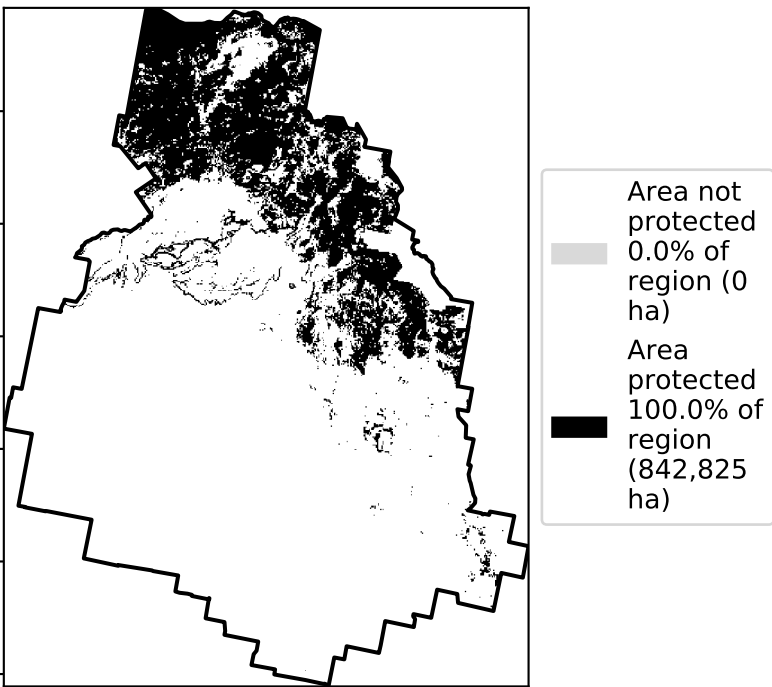 Area not
protected
0.0% of
region (0
ha)
Area
protected
100.0% of
region
(842,825
ha)